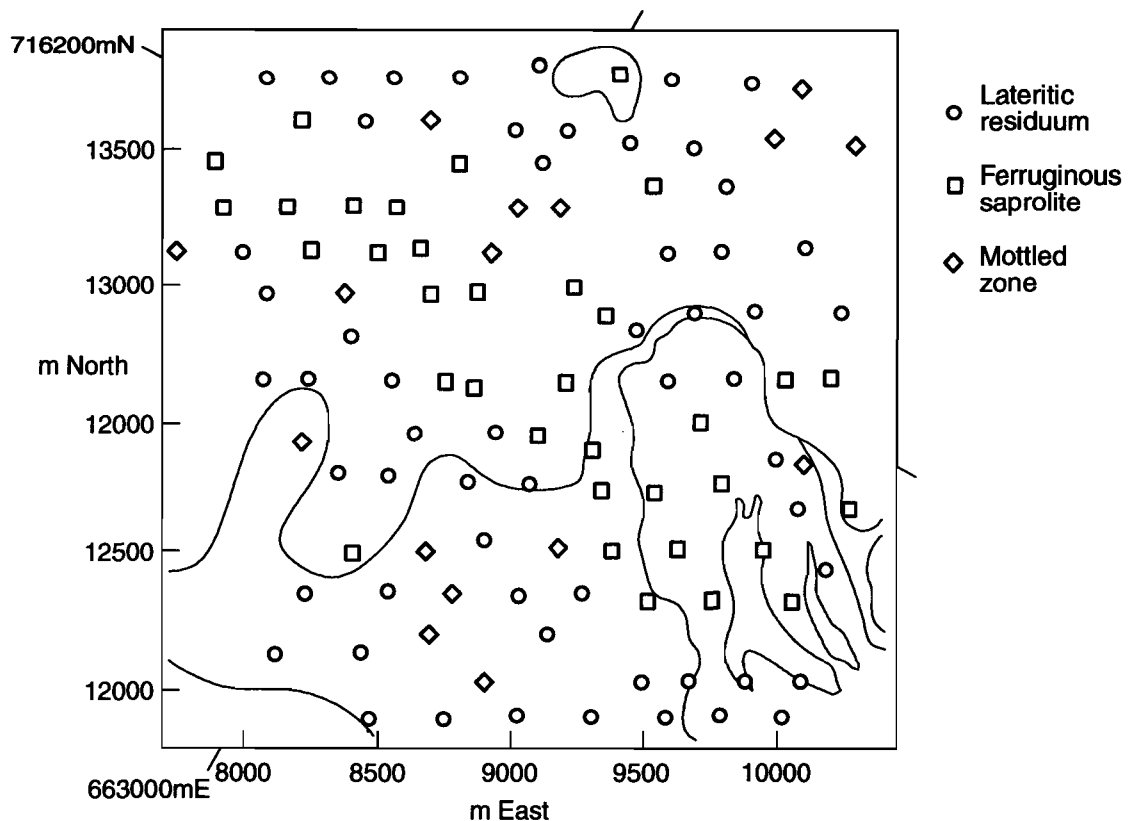 716200mN
13500
13000
m North
12000
12500
12000
663000mE
8000
8500
9000
9500
10000
m East
Lateritic
residuum
Ferruginous
saprolite
Mottled
zone